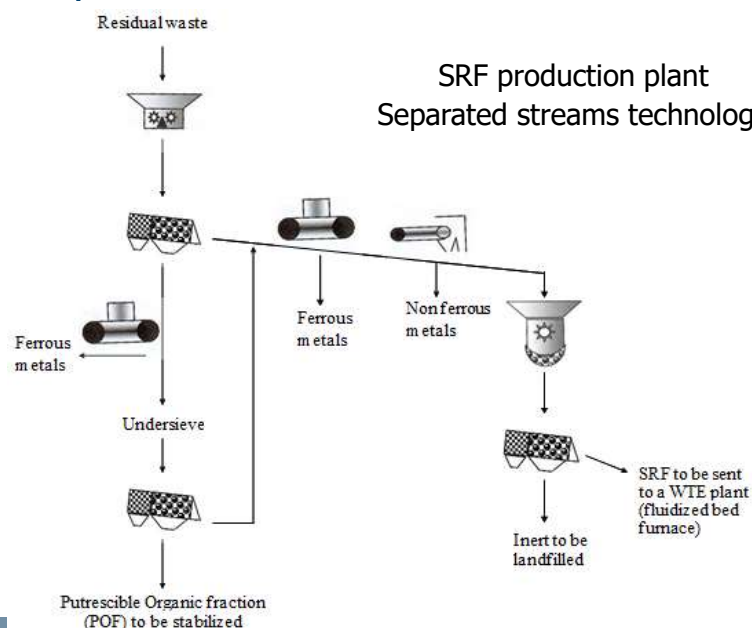 Residual waste
SRF production plant
Separated streams technolog
Ferrous
metals
Ferrous
metals
Non ferrous
metals
Undersieve
SRF to be sent
to a WTE plant
(fluidized bed
furnace)
Inert to be
landfilled
Putrescible Organic fraction
(POF) to be stabilized